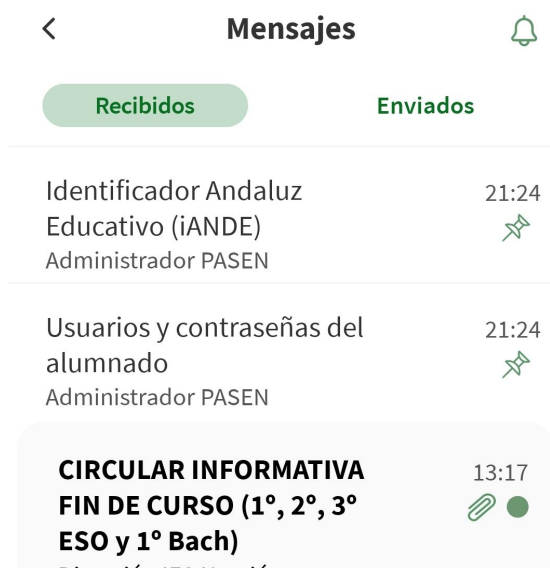 Mensajes
Recibidos
Enviados
Identificador Andaluz
21:24
Educativo (iANDE)
Administrador PASEN
Usuarios y contraseñas del
21:24
alumnado
Administrador PASEN
CIRCULAR INFORMATIVA
13:17
FIN DE CURSO (1º, 2º, 3º
ESO y 1º Bach)